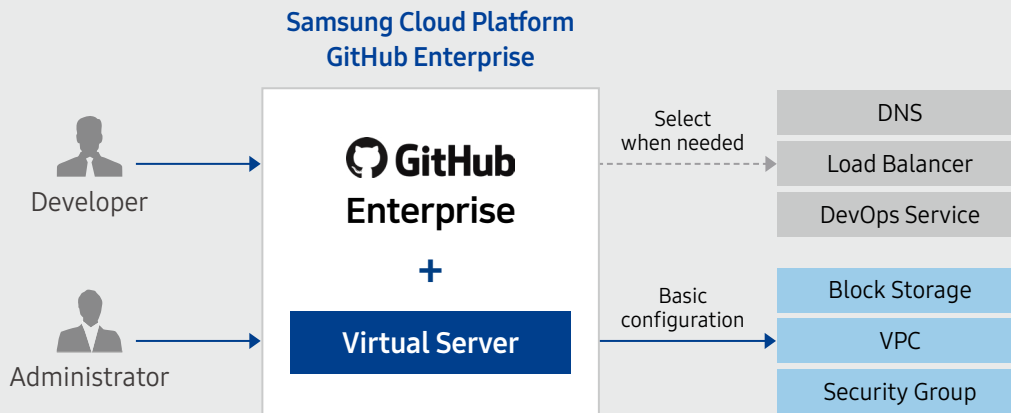 Samsung Cloud Platform
GitHub Enterprise
Developer
Administrator
GitHub
Enterprise
+
Virtual Server
Select
when needed
DNS
Load Balancer
DevOps Service
Basic
configuration
Block Storage
VPC
Security Group